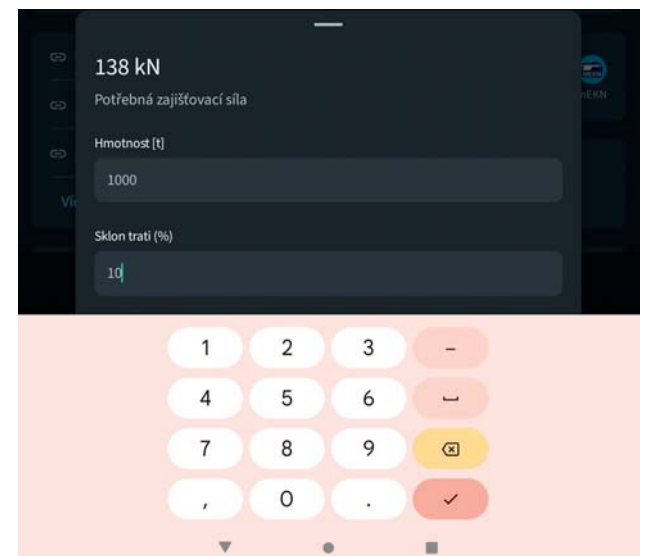 138 kN
Potřebná zajišťovací síla
Hmotnost [t]
1000
Sklon trati (%)
10
1 2 3 –
4 5 6
7 8 9
, 0 .